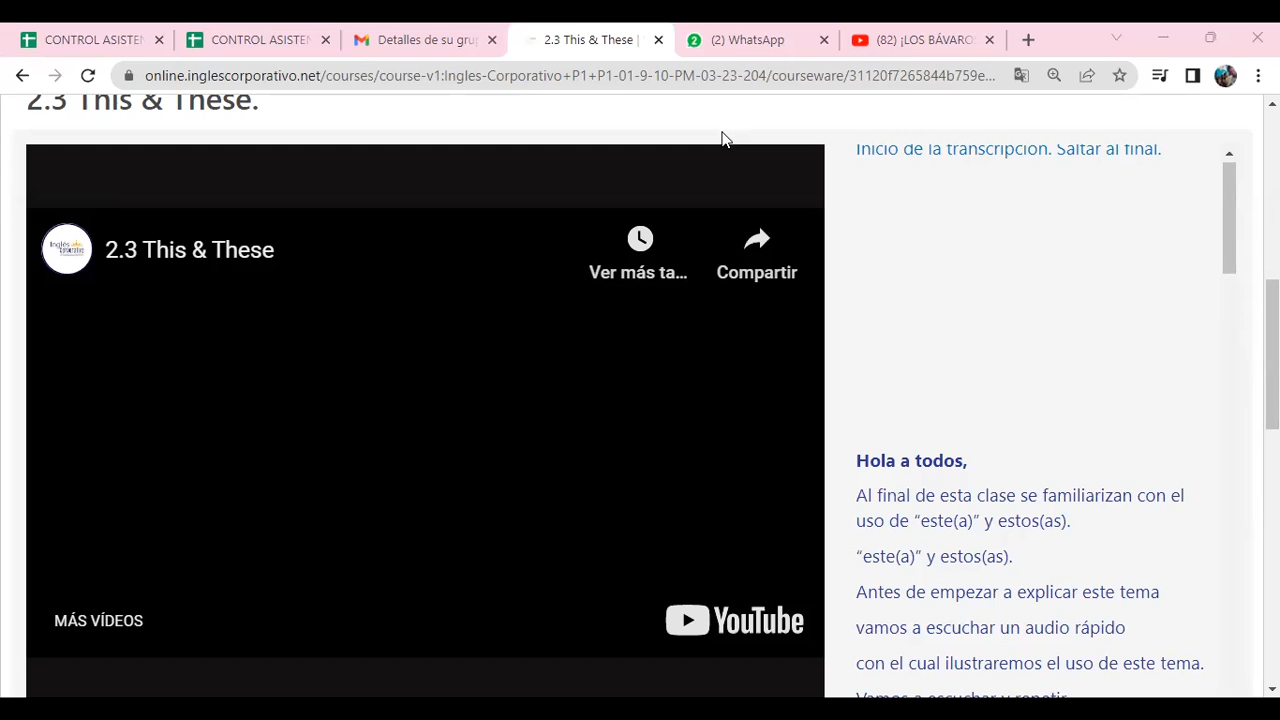 CONTROL ASISTEN
CONTROL ASISTEN
Detalles de su gru
2.3 This & These |
(2) WhatsApp
(82) ¡LOS BÁVARO
online.inglescorporativo.net/courses/course-v1:Ingles-Corporativo+P1+P1-01-9-10-PM-03-23-204/courseware/31120f7265844b759e...
2.3 This & These.
2.3 This & These
Ver más ta...
Compartir
MÁS VÍDEOS
YouTube
Inicio de la transcripción. Saltar al final.
Hola a todos,
Al final de esta clase se familiarizan con el
uso de “este(a)” y estos(as).
“este(a)” y estos(as).
Antes de empezar a explicar este tema
vamos a escuchar un audio rápido
con el cual ilustraremos el uso de este tema.
Vamos a escuchar y repetir